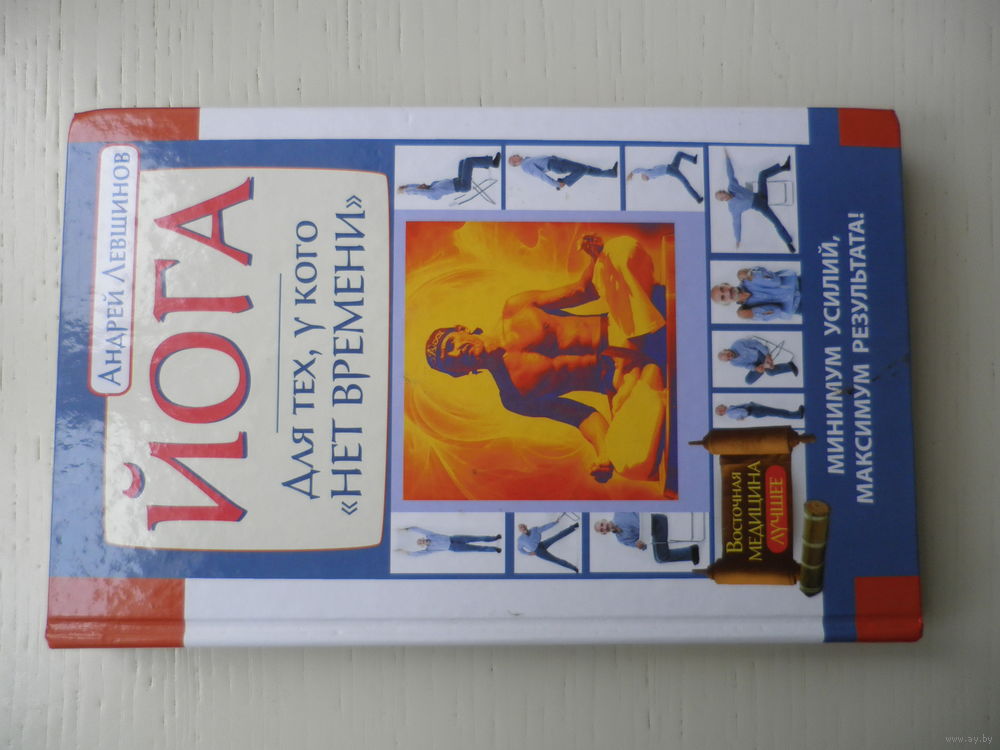 Андрей Левшинов
ЙОГА
Для тех, у кого
«нет времени»
Восточная
медицина
ЛУЧШЕЕ
МИНИМУМ УСИЛИЙ,
МАКСИМУМ РЕЗУЛЬТАТА!
www.ay.by